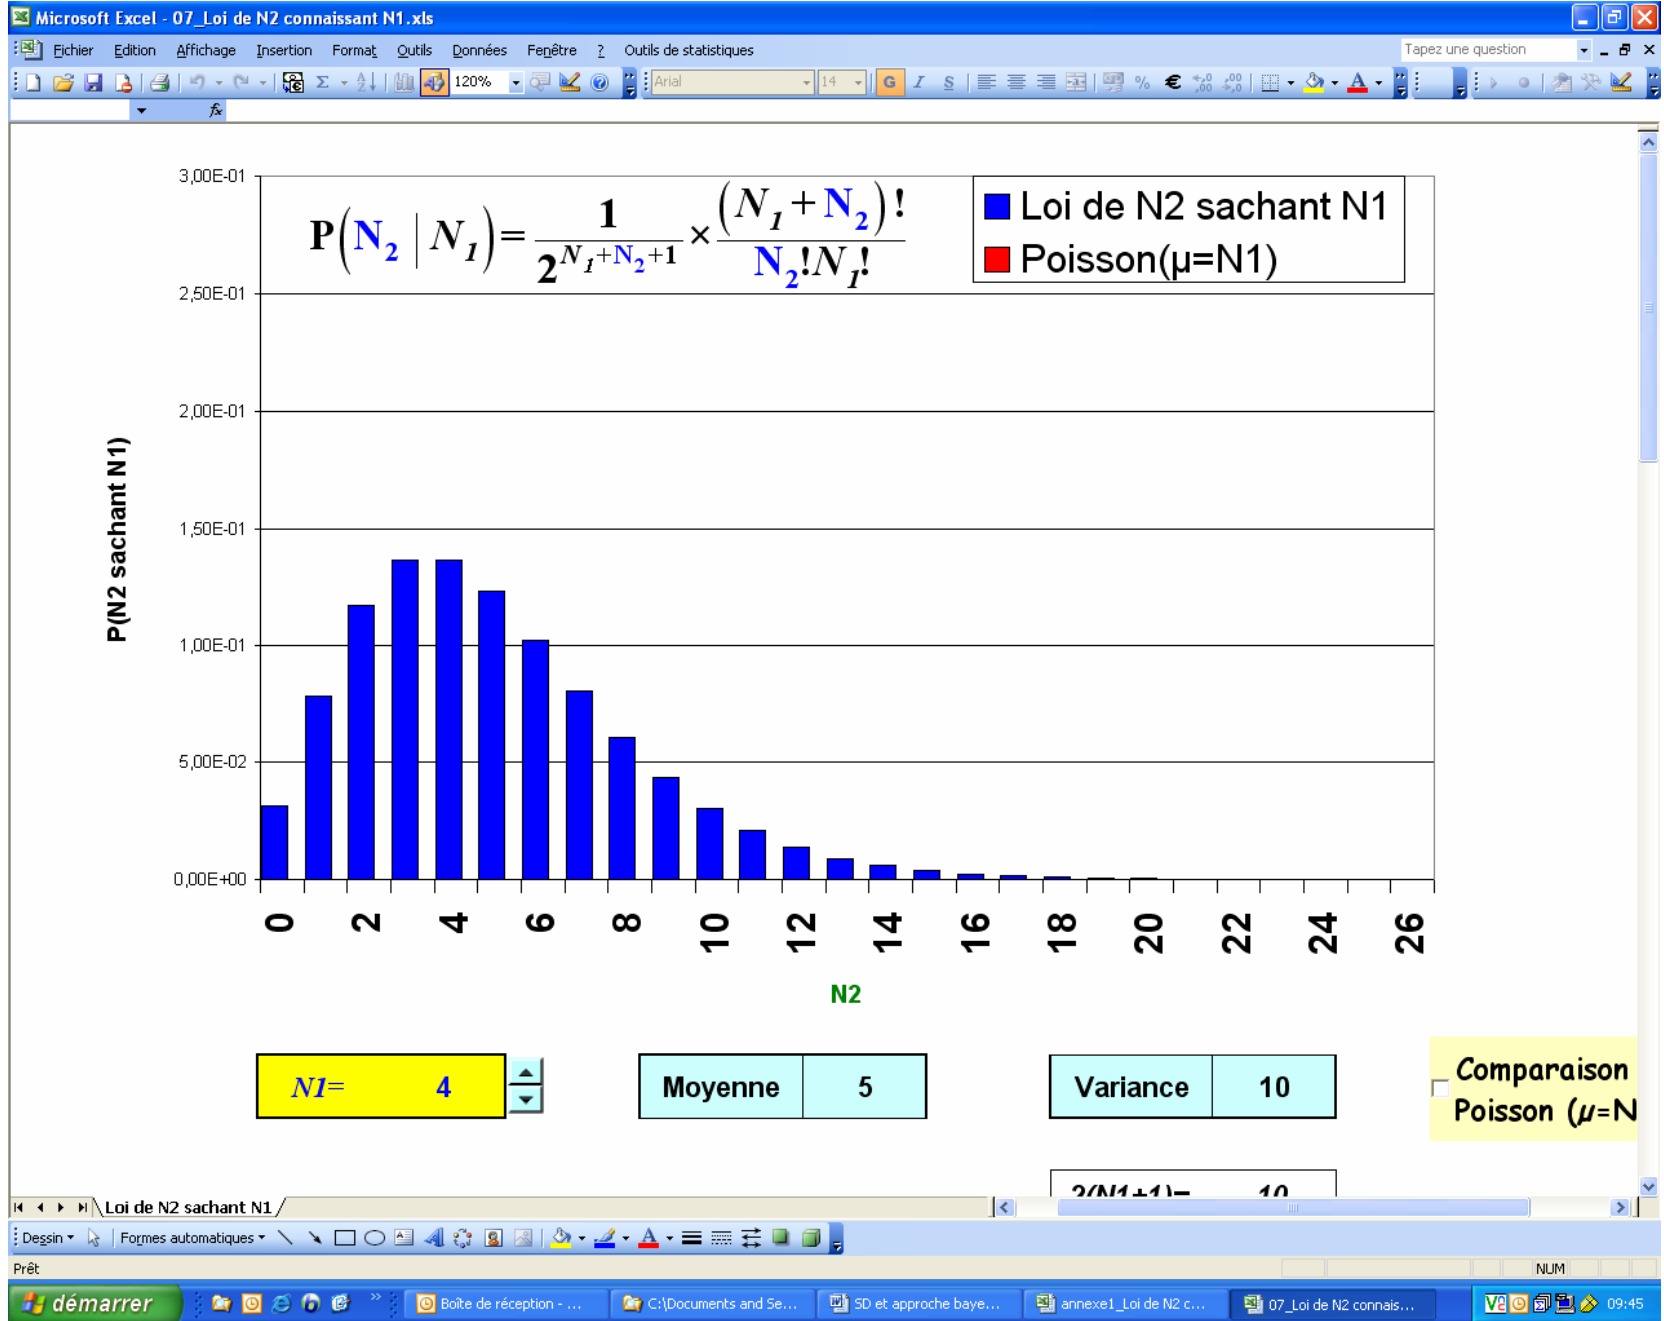 Microsoft Excel - 07_Loi de N2 connaissant N1.xls
Fichier Edition Affichage Insertion Format Outils Données Fenêtre ? Outils de statistiques Tapez une question
120% Arial 14 G I S % €
fx
3,00E-01
P(N₂ | N₁) = 1 / 2^(N₁+N₂+1) × (N₁+N₂)! / N₂!N₁!
Loi de N2 sachant N1
Poisson(µ=N1)
2,50E-01
2,00E-01
P(N2 sachant N1)
1,50E-01
1,00E-01
5,00E-02
0,00E+00
0 2 4 6 8 10 12 14 16 18 20 22 24 26
N2
N1= 4
Moyenne 5
Variance 10
Comparaison
Poisson (µ=N
2(N1+1)= 10
Loi de N2 sachant N1
Dessin Formes automatiques
Prêt NUM
démarrer Boîte de réception - ... C:\Documents and Se... SD et approche baye... annexe1_Loi de N2 c... 07_Loi de N2 connais... 09:45